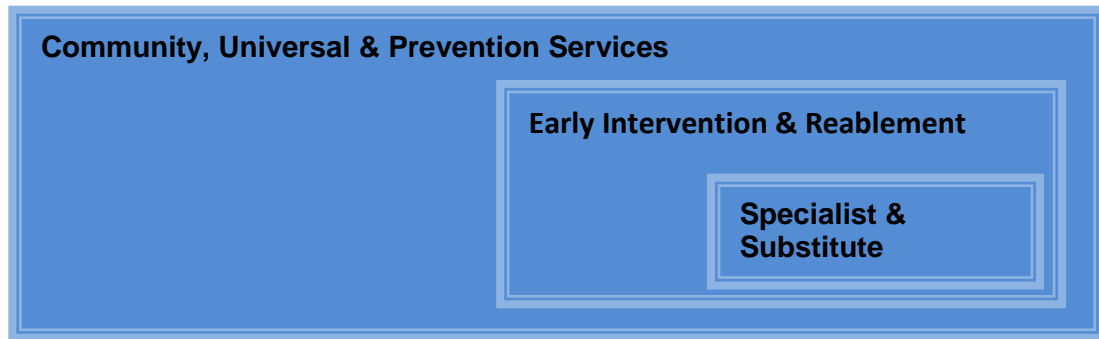 Community, Universal & Prevention Services
Early Intervention & Reablement
Specialist &
Substitute